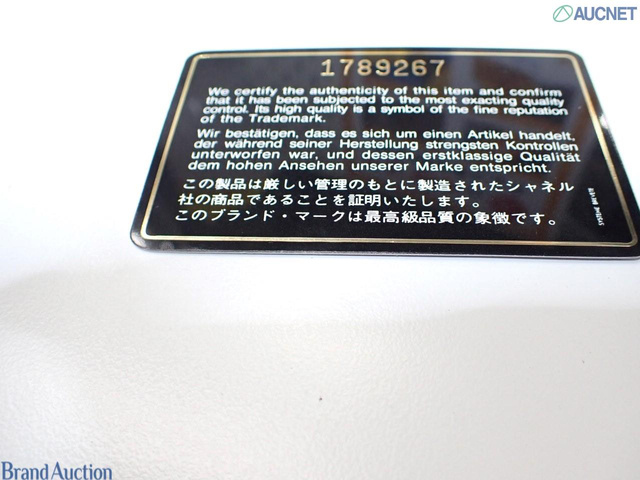 AUCNET
1789267
We certify the authenticity of this item and confirm
that it has been subjected to the most exacting quality
control. Its high quality is a symbol of the fine reputation
of the Trademark.
Wir bestätigen, dass es sich um einen Artikel handelt,
der während seiner Herstellung strengsten Kontrollen
unterworfen war, und dessen erstklassige Qualität
dem hohen Ansehen unserer Marke entspricht.
この製品は厳しい管理のもとに製造されたシャネル
社の商品であることを証明いたします。
このブランド・マークは最高級品質の象徴です。
Brand Auction